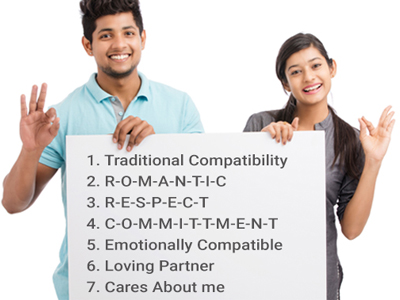 1. Traditional Compatibility
2. R-O-M-A-N-T-I-C
3. R-E-S-P-E-C-T
4. C-O-M-M-I-T-T-M-E-N-T
5. Emotionally Compatible
6. Loving Partner
7. Cares About me